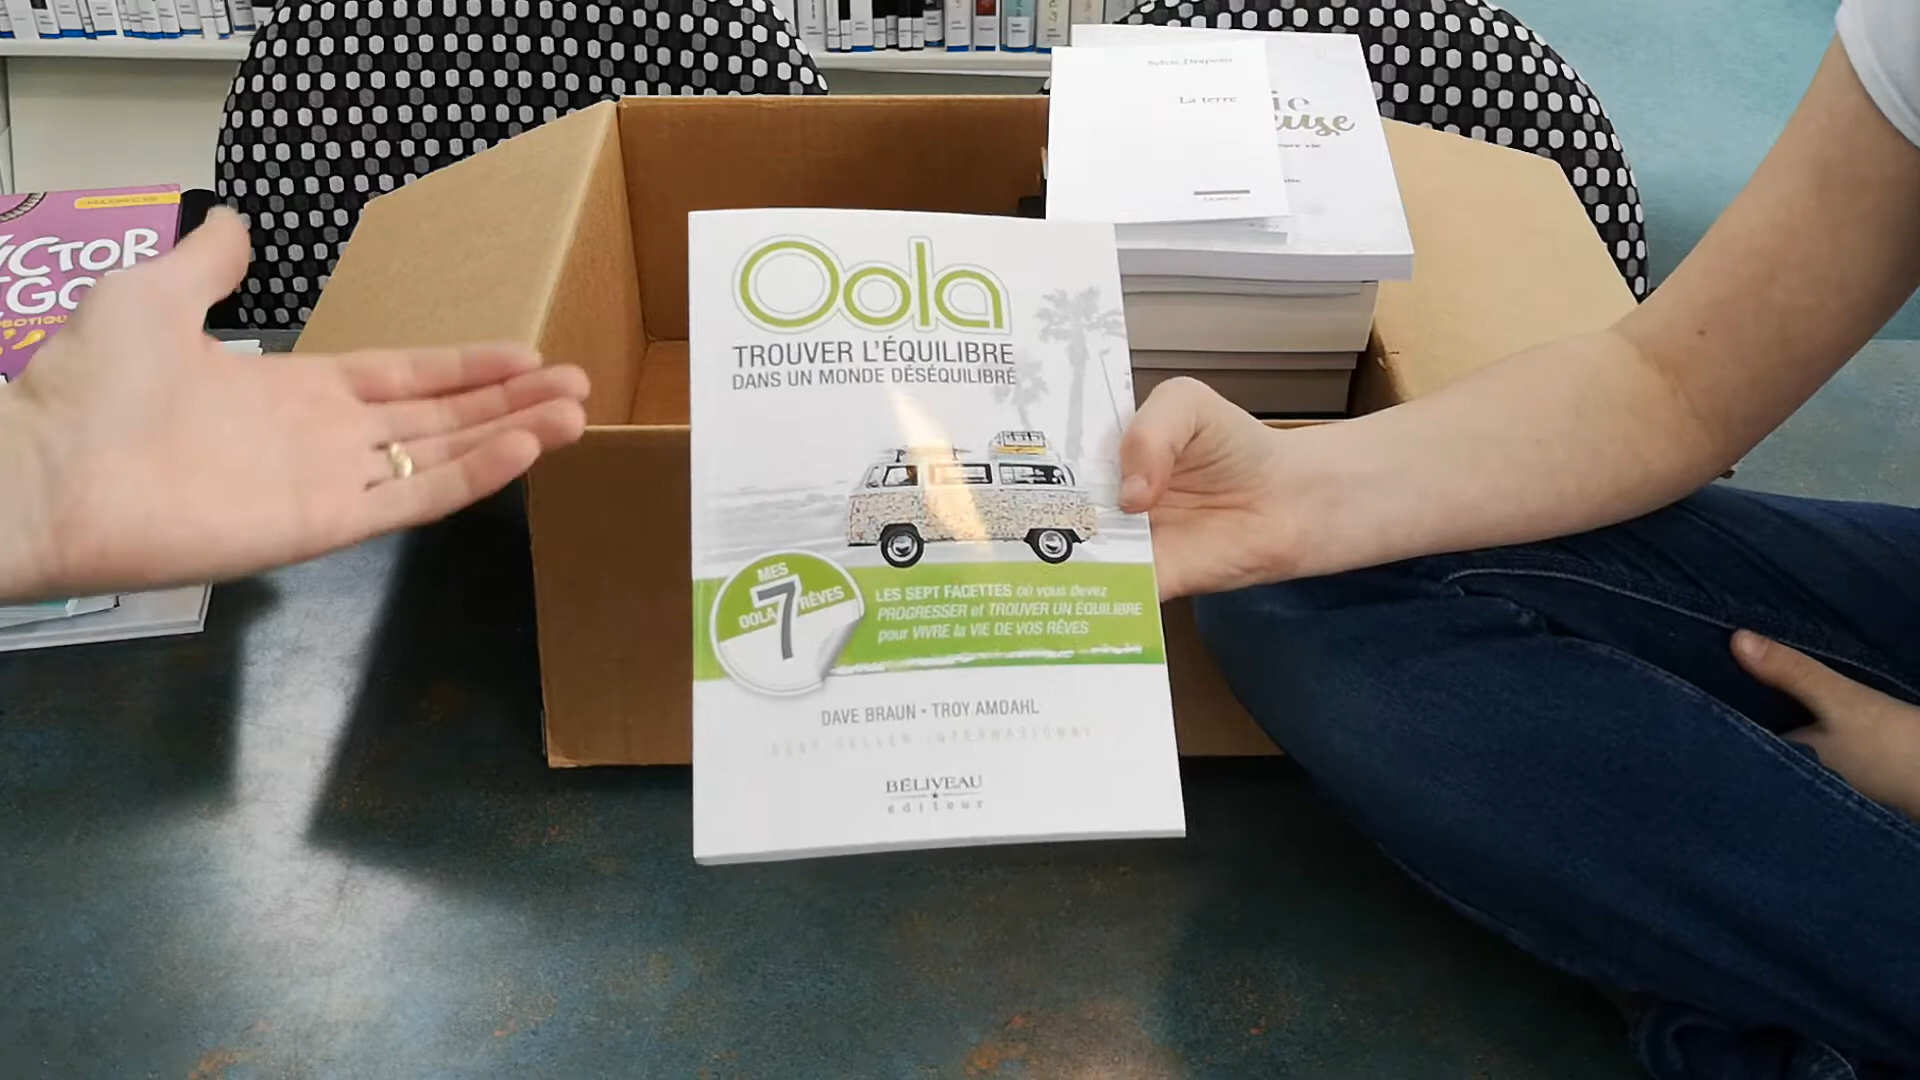 Sylvie Drapeau
La terre
Oola
TROUVER L'ÉQUILIBRE
DANS UN MONDE DÉSÉQUILIBRÉ
MES
7
OOLA RÊVES
LES SEPT FACETTES où vous devez
PROGRESSER et TROUVER UN ÉQUILIBRE
pour VIVRE la VIE DE VOS RÊVES
DAVE BRAUN • TROY AMDAHL
BEST SELLER INTERNATIONAL
BÉLIVEAU
éditeur